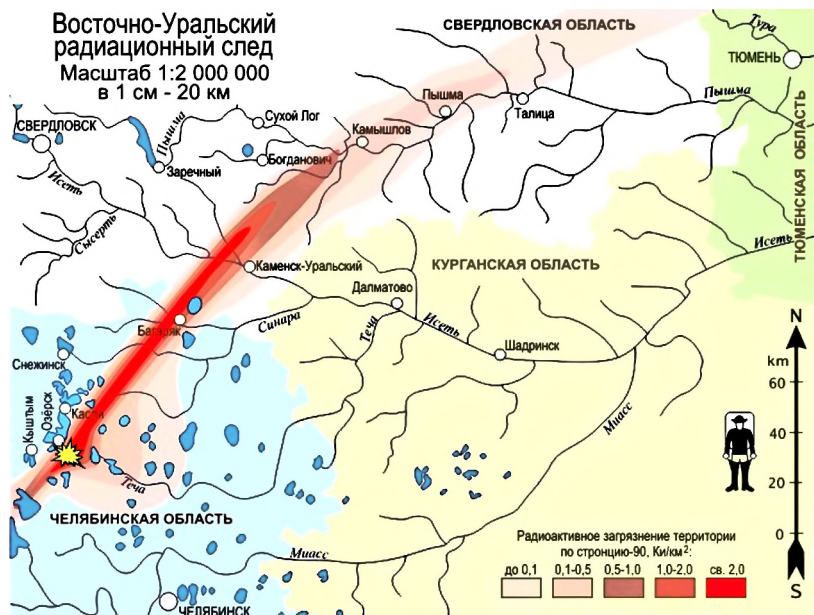 Восточно-Уральский
радиационный след
Масштаб 1:2 000 000
в 1 см - 20 км
СВЕРДЛОВСКАЯ ОБЛАСТЬ
Тура
ТЮМЕНЬ
Пышма
Талица
Пышма
Сухой Лог
Пышма
СВЕРДЛОВСК
Камышлов
Богданович
Заречный
Исеть
Сысерть
ТЮМЕНСКАЯ ОБЛАСТЬ
Исеть
Каменск-Уральский
КУРГАНСКАЯ ОБЛАСТЬ
Далматово
Багаряк
Синара
Теча
Исеть
Шадринск
Снежинск
Касли
Озёрск
Кыштым
Миасс
Теча
ЧЕЛЯБИНСКАЯ ОБЛАСТЬ
Миасс
ЧЕЛЯБИНСК
N
km
60
40
20
0
S
Радиоактивное загрязнение территории
по стронцию-90, Ки/км²:
до 0,1
0,1-0,5
0.5-1,0
1,0-2.0
св. 2,0